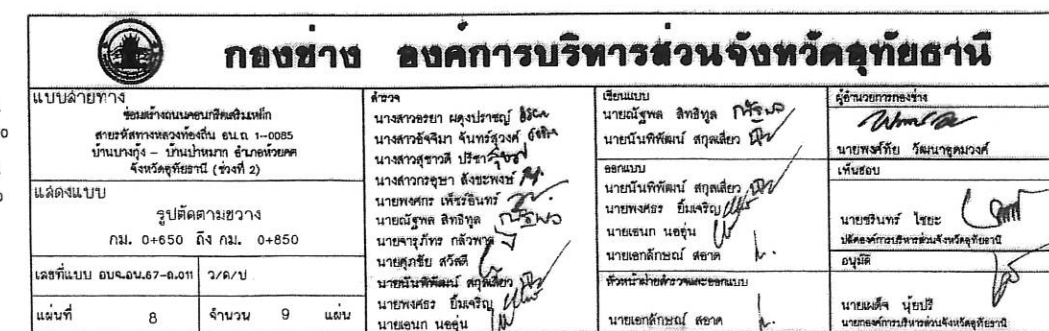 กองช่าง องค์การบริหารส่วนจังหวัดอุทัยธานี
แบบสายทาง
ซ่อมสร้างถนนคอนกรีตเสริมเหล็ก
สายรหัสทางหลวงท้องถิ่น อน.ถ 1-0085
บ้านบางกุ้ง - บ้านป่าหมาก อำเภอห้วยคต
จังหวัดอุทัยธานี (ช่วงที่ 2)
แสดงแบบ
รูปตัดตามขวาง
กม. 0+650 ถึง กม. 0+850
เลขที่แบบ อบจ.อน.67-ถ.011 ว/ด/ป
แผ่นที่ 8 จำนวน 9 แผ่น
สำรวจ
นางสาวอรยา ผดุงปราชญ์
นางสาวอัจจิมา จันทร์สุวงศ์
นางสาวสุชาวดี ปรีชา
นางสาวกรอุษา สังขะพงษ์
นายพงศกร เพ็ชร์อินทร์
นายณัฐพล สิทธิทูล
นายจารุภัทร กลัวพาล
นายศุภชัย สวัสดี
นายนันพิพัฒน์ สกุลเสี่ยว
นายพงศธร ยิ้มเจริญ
นายเอนก นออุ่น
เขียนแบบ
นายณัฐพล สิทธิทูล
นายนันพิพัฒน์ สกุลเสี่ยว
ออกแบบ
นายนันพิพัฒน์ สกุลเสี่ยว
นายพงศธร ยิ้มเจริญ
นายเอนก นออุ่น
นายเอกลักษณ์ สอาด
หัวหน้าฝ่ายสำรวจและออกแบบ
นายเอกลักษณ์ สอาด
ผู้อำนวยการกองช่าง
นายพงศ์ทัย วัฒนาอุดมวงศ์
เห็นชอบ
นายชรินทร์ ไชยะ
ปลัดองค์การบริหารส่วนจังหวัดอุทัยธานี
อนุมัติ
นายเผด็จ นุ้ยปรี
นายกองค์การบริหารส่วนจังหวัดอุทัยธานี